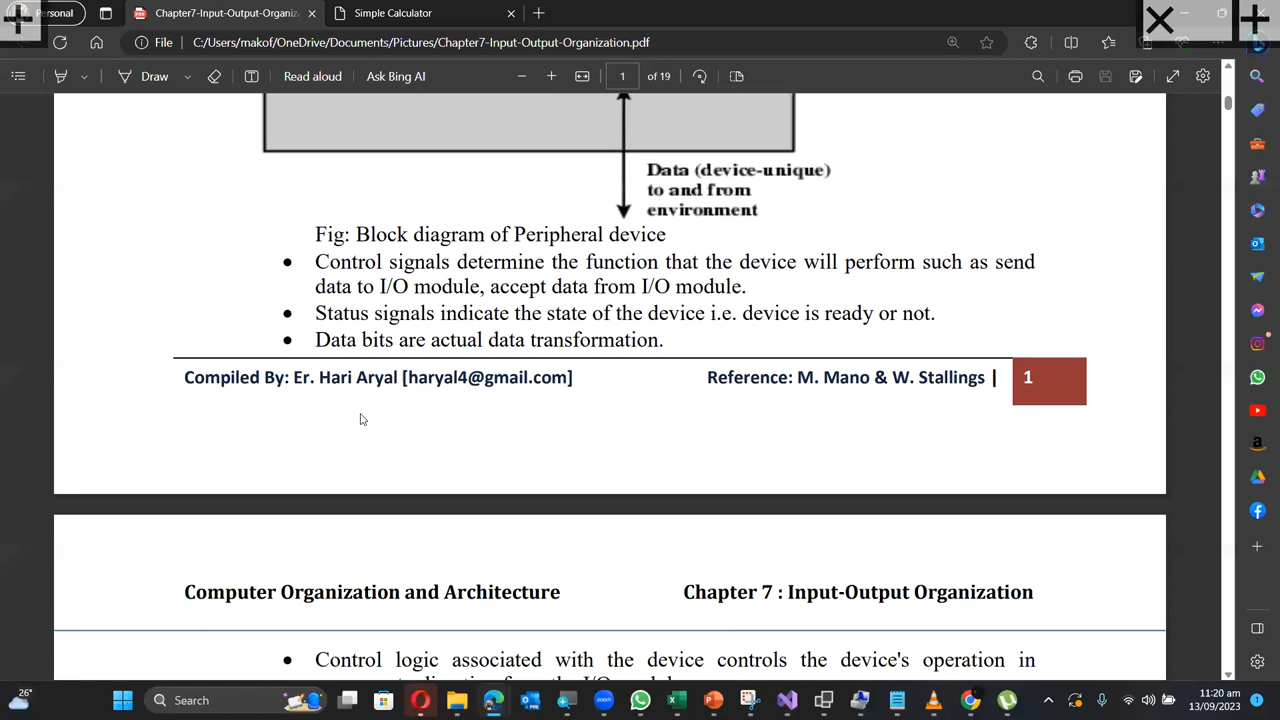 Personal
Chapter7-Input-Output-Organiz
Simple Calculator
File
C:/Users/makof/OneDrive/Documents/Pictures/Chapter7-Input-Output-Organization.pdf
Draw
Read aloud
Ask Bing AI
1
of 19
Data (device-unique)
to and from
environment
Fig: Block diagram of Peripheral device
• Control signals determine the function that the device will perform such as send
data to I/O module, accept data from I/O module.
• Status signals indicate the state of the device i.e. device is ready or not.
• Data bits are actual data transformation.
Compiled By: Er. Hari Aryal [haryal4@gmail.com]
Reference: M. Mano & W. Stallings |
1
Computer Organization and Architecture
Chapter 7 : Input-Output Organization
• Control logic associated with the device controls the device's operation in
26°
Search
11:20 am
13/09/2023